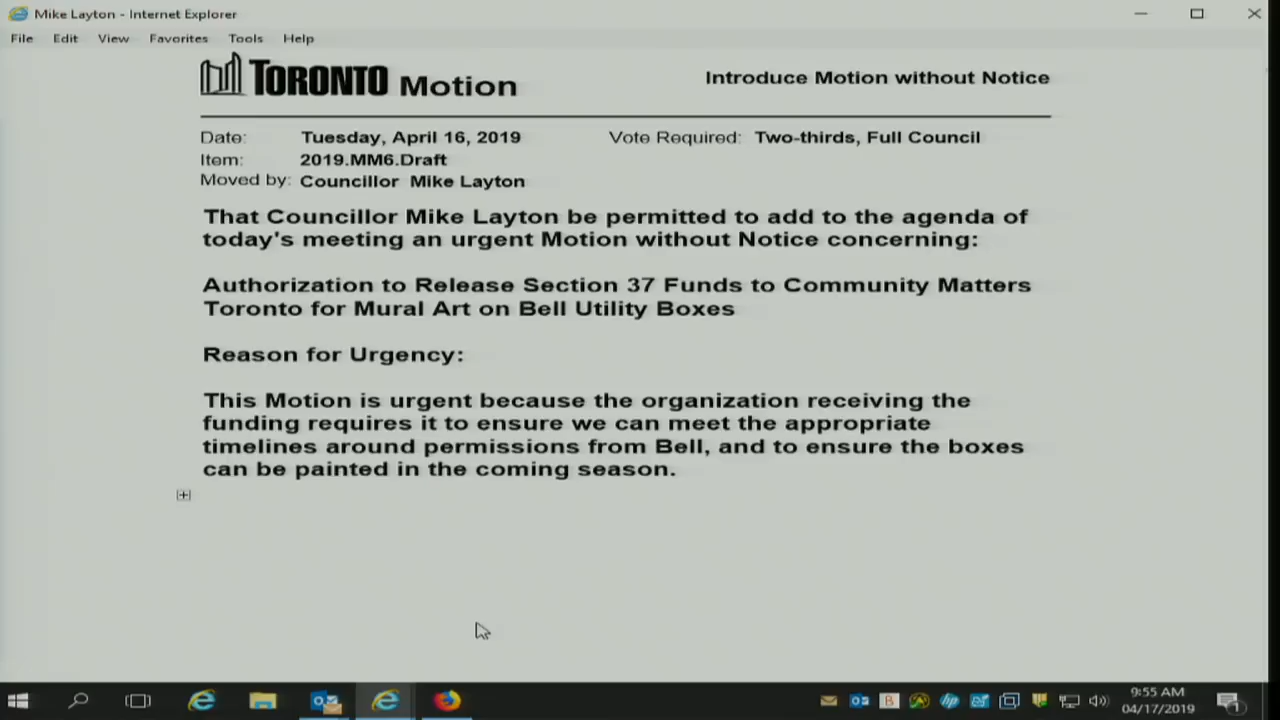 Mike Layton - Internet Explorer
File Edit View Favorites Tools Help
TORONTO Motion Introduce Motion without Notice
Date: Tuesday, April 16, 2019 Vote Required: Two-thirds, Full Council
Item: 2019.MM6.Draft
Moved by: Councillor Mike Layton
That Councillor Mike Layton be permitted to add to the agenda of
today's meeting an urgent Motion without Notice concerning:
Authorization to Release Section 37 Funds to Community Matters
Toronto for Mural Art on Bell Utility Boxes
Reason for Urgency:
This Motion is urgent because the organization receiving the
funding requires it to ensure we can meet the appropriate
timelines around permissions from Bell, and to ensure the boxes
can be painted in the coming season.
9:55 AM
04/17/2019